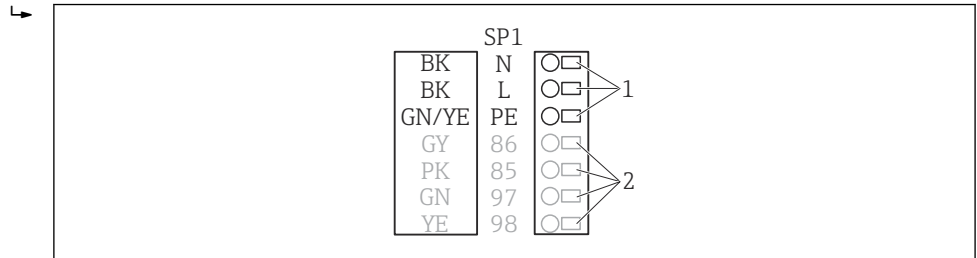 SP1
BK N
BK L 1
GN/YE PE
GY 86
PK 85 2
GN 97
YE 98